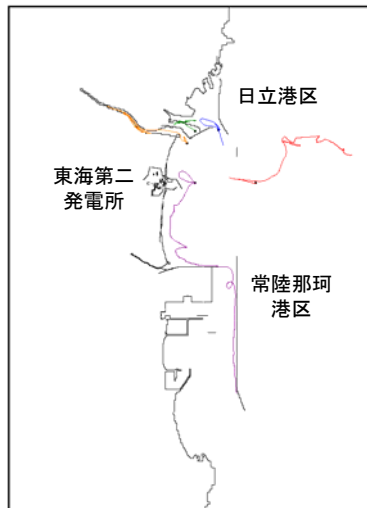 日立港区
東海第二
発電所
常陸那珂
港区